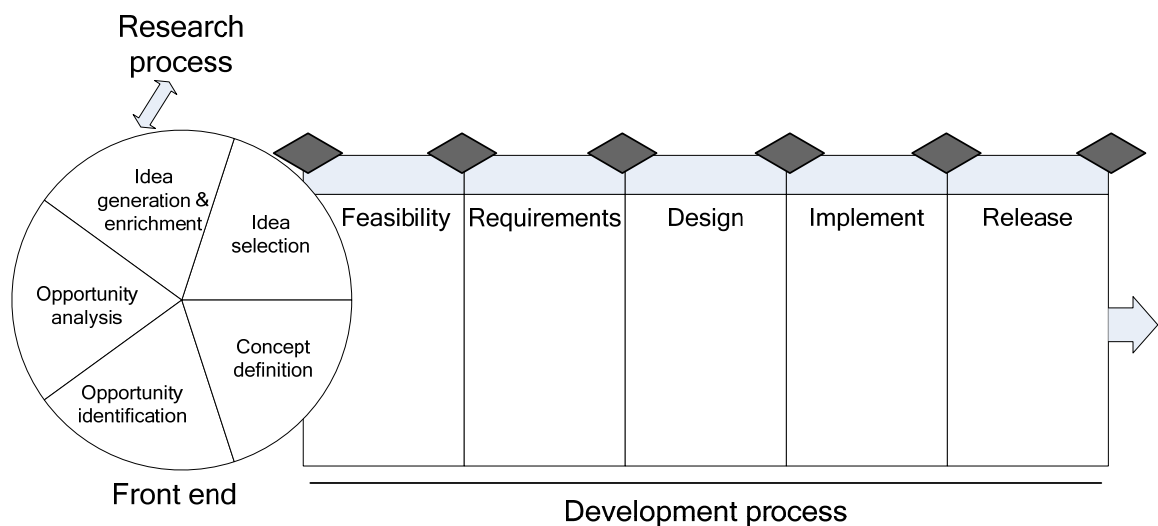 Research
process
Idea
generation &
enrichment
Idea
selection
Opportunity
analysis
Concept
definition
Opportunity
identification
Front end
Feasibility
Requirements
Design
Implement
Release
Development process